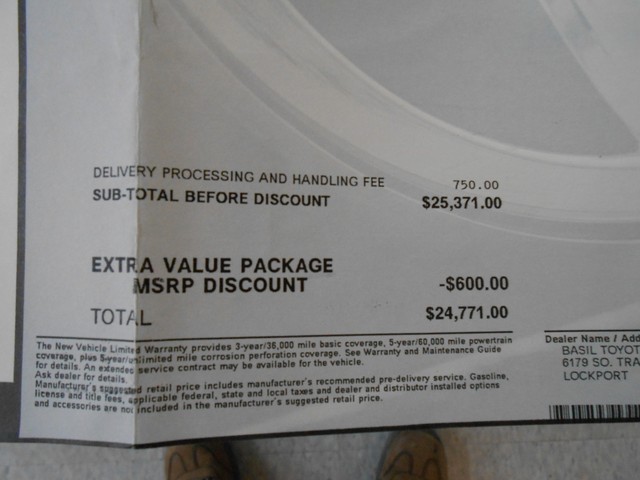 DELIVERY PROCESSING AND HANDLING FEE 750.00
SUB-TOTAL BEFORE DISCOUNT $25,371.00
EXTRA VALUE PACKAGE
MSRP DISCOUNT -$600.00
TOTAL $24,771.00
The New Vehicle Limited Warranty provides 3-year/36,000 mile basic coverage, 5-year/60,000 mile powertrain
coverage, plus 5-year/unlimited mile corrosion perforation coverage. See Warranty and Maintenance Guide
for details. An extended service contract may be available for the vehicle.
Ask dealer for details.
Manufacturer's suggested retail price includes manufacturer's recommended pre-delivery service. Gasoline,
license and title fees, applicable federal, state and local taxes and dealer and distributor installed options
and accessories are not included in the manufacturer's suggested retail price.
Dealer Name / Add
BASIL TOYOT
6179 SO. TRA
LOCKPORT